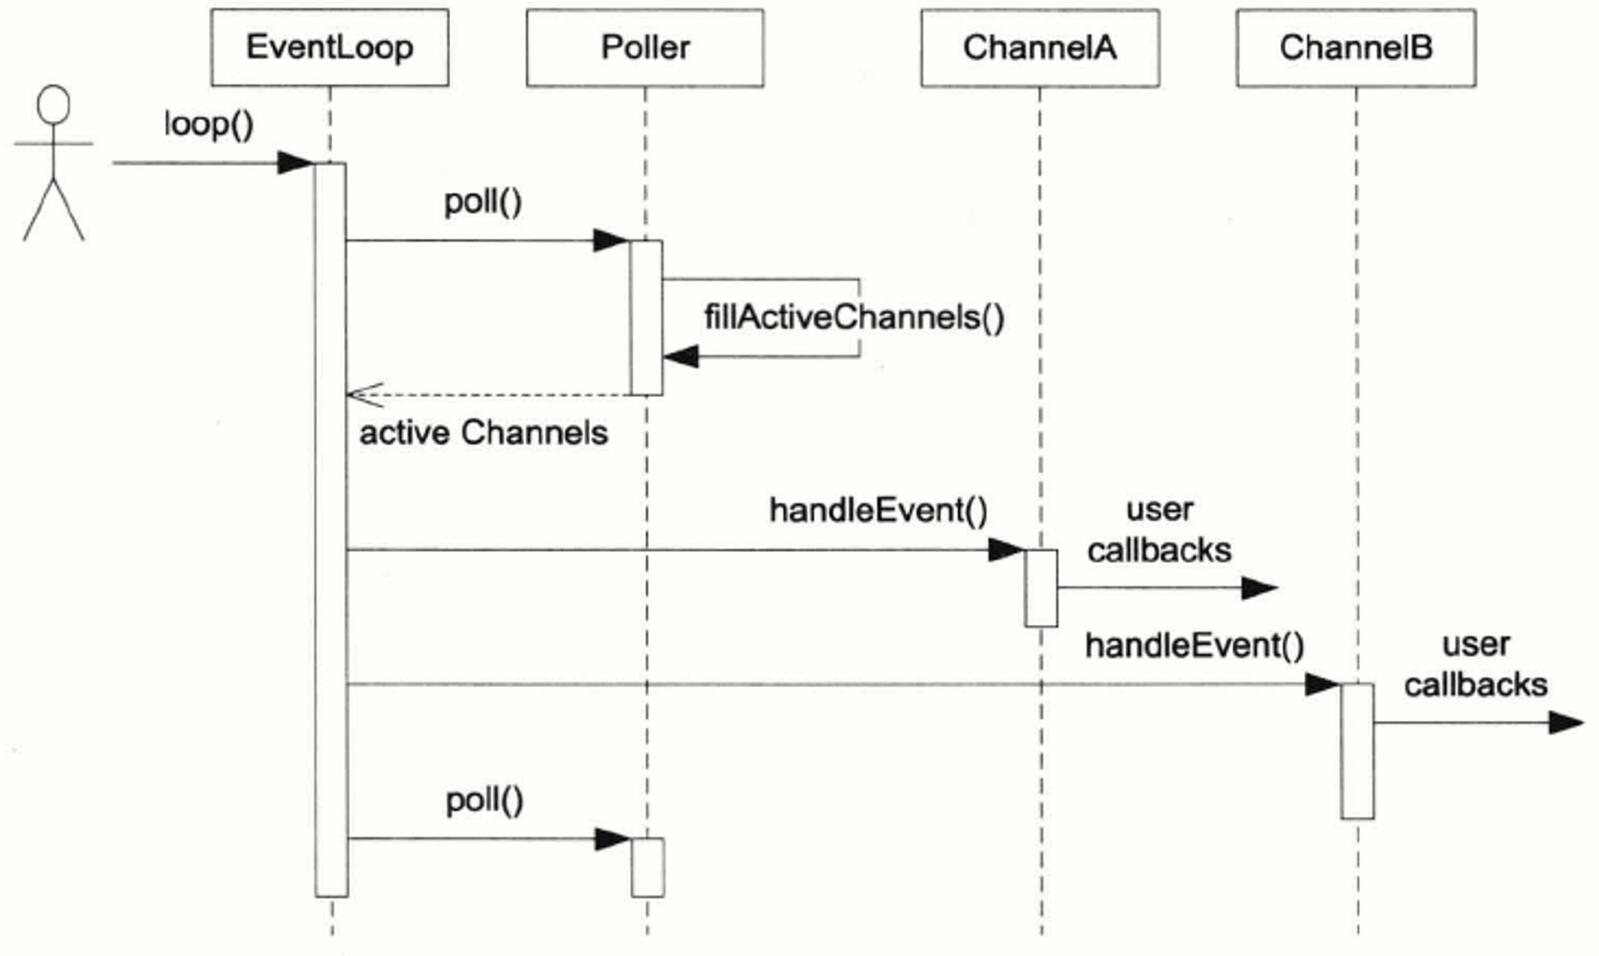 EventLoop
Poller
ChannelA
ChannelB
loop()
poll()
fillActiveChannels()
active Channels
handleEvent()
user
callbacks
handleEvent()
user
callbacks
poll()